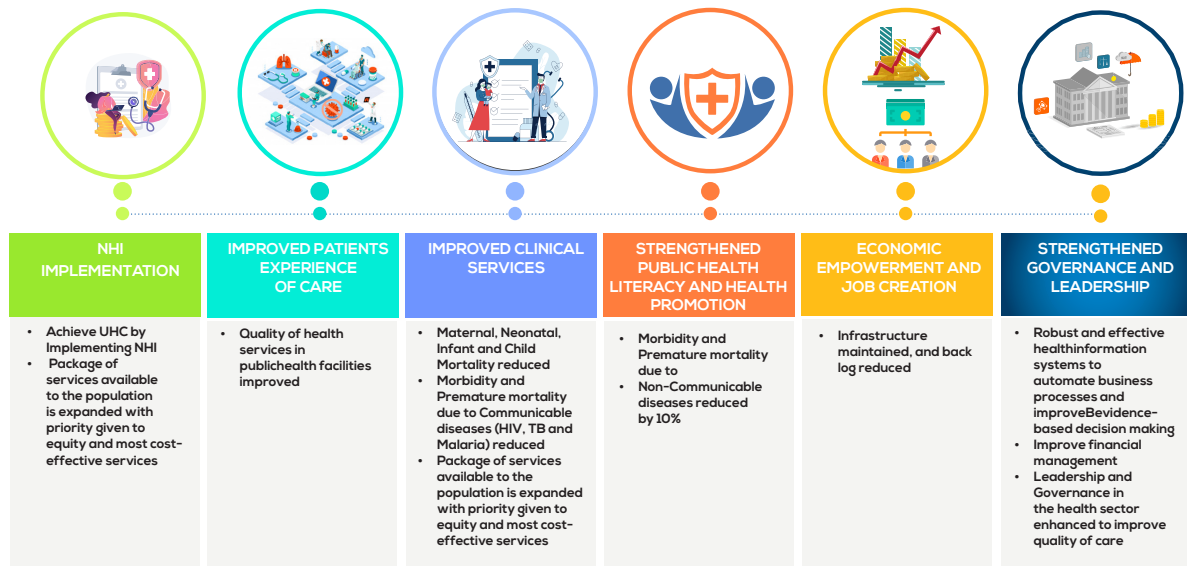 NHI
IMPLEMENTATION
• Achieve UHC by
Implementing NHI
• Package of
services available
to the population
is expanded with
priority given to
equity and most cost-
effective services
IMPROVED PATIENTS
EXPERIENCE
OF CARE
• Quality of health
services in
publichealth facilities
improved
IMPROVED CLINICAL
SERVICES
• Maternal, Neonatal,
Infant and Child
Mortality reduced
• Morbidity and
Premature mortality
due to Communicable
diseases (HIV, TB and
Malaria) reduced
• Package of services
available to the
population is expanded
with priority given to
equity and most cost-
effective services
STRENGTHENED
PUBLIC HEALTH
LITERACY AND HEALTH
PROMOTION
• Morbidity and
Premature mortality
due to
• Non-Communicable
diseases reduced
by 10%
ECONOMIC
EMPOWERMENT AND
JOB CREATION
• Infrastructure
maintained, and back
log reduced
STRENGTHENED
GOVERNANCE AND
LEADERSHIP
• Robust and effective
healthinformation
systems to
automate business
processes and
improveBevidence-
based decision making
• Improve financial
management
• Leadership and
Governance in
the health sector
enhanced to improve
quality of care